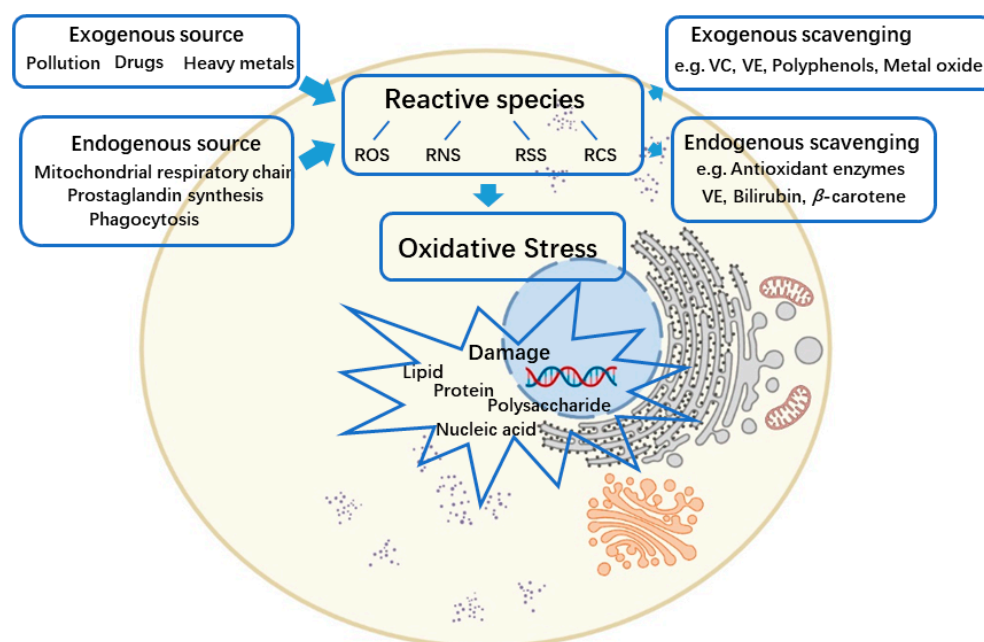 Exogenous source
Pollution Drugs Heavy metals
Endogenous source
Mitochondrial respiratory chain
Prostaglandin synthesis
Phagocytosis
Reactive species
ROS RNS RSS RCS
Exogenous scavenging
e.g. VC, VE, Polyphenols, Metal oxide
Endogenous scavenging
e.g. Antioxidant enzymes
VE, Bilirubin, β-carotene
Oxidative Stress
Damage
Lipid
Protein
Polysaccharide
Nucleic acid